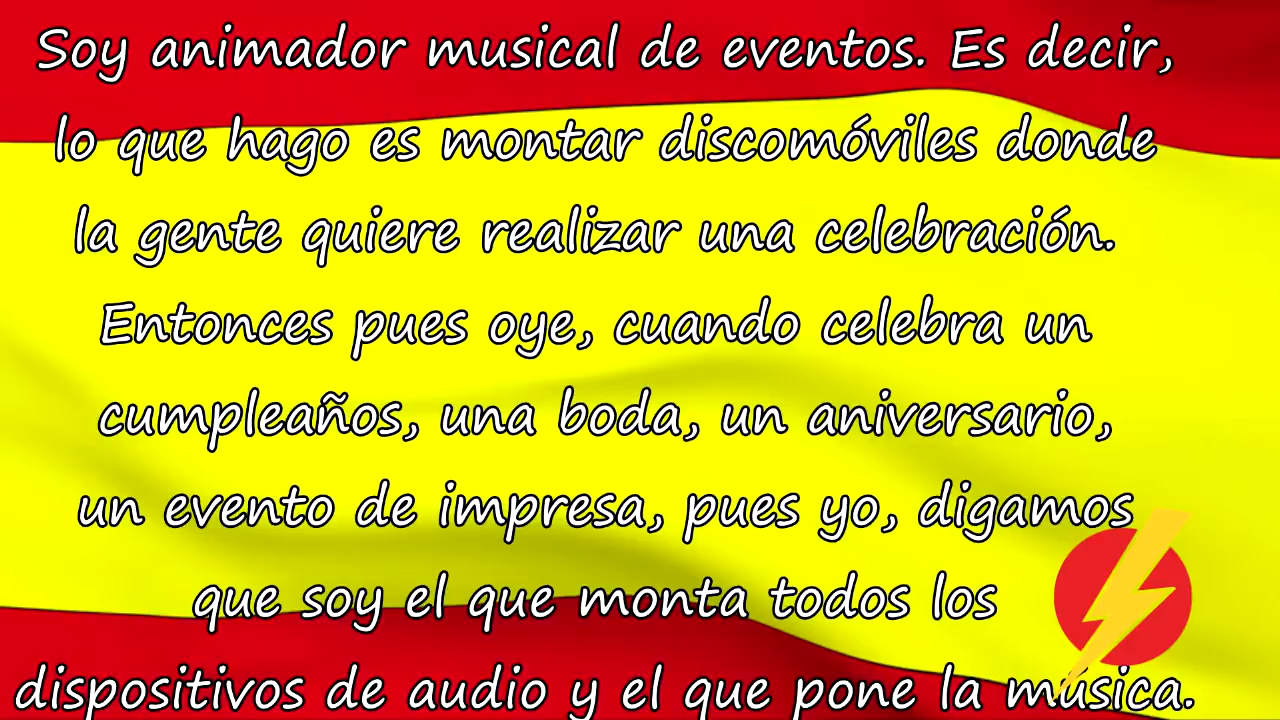 Soy animador musical de eventos. Es decir,
lo que hago es montar discomóviles donde
la gente quiere realizar una celebración.
Entonces pues oye, cuando celebra un
cumpleaños, una boda, un aniversario,
un evento de impresa, pues yo, digamos
que soy el que monta todos los
dispositivos de audio y el que pone la música.